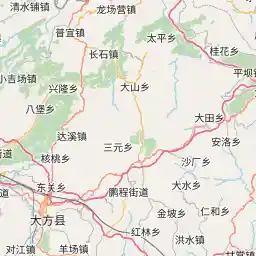 清水铺镇
龙场营镇
普宜镇
太平乡
桂花乡
长石镇
平坝镇
小吉场镇
兴隆乡
大山乡
八堡乡
大田乡
达溪镇
安洛乡
三元乡
核桃乡
沙厂乡
街道
东关乡
鹏程街道
大水乡
大方县
金坡乡
仁和乡
红林乡
对江镇
羊场镇
洪水镇